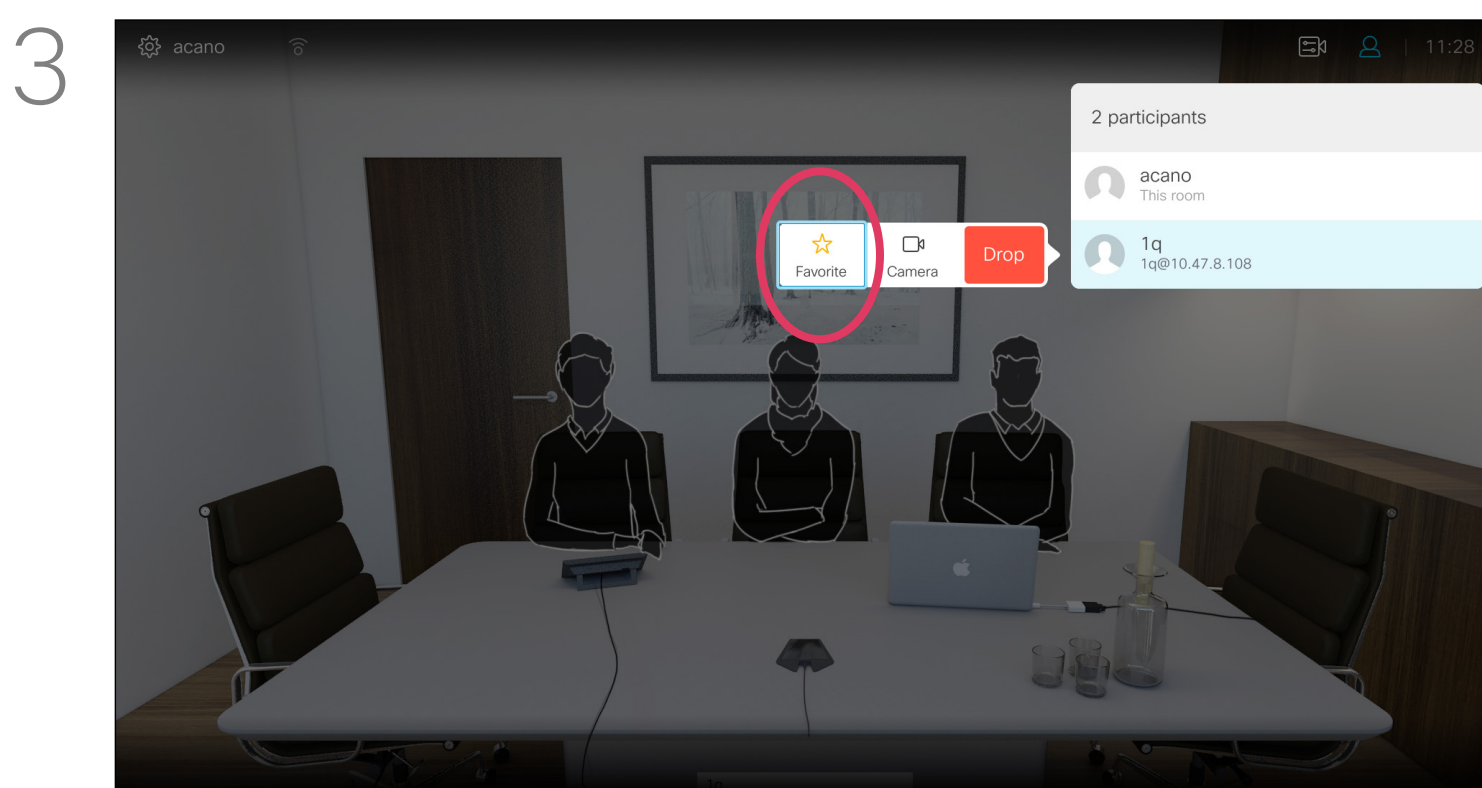 3
acano
11:28
2 participants
acano
This room
Favorite
Camera
Drop
1q
1q@10.47.8.108